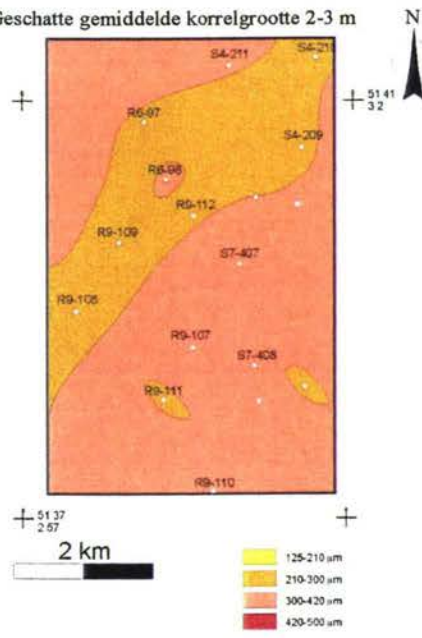 Geschatte gemiddelde korrelgrootte 2-3 m
N
S4-211
S4-210
51 41
3 2
R6-97
S4-209
R6-98
R9-112
R9-109
S7-407
R9-108
R9-107
S7-408
R9-111
R9-110
51 37
2 57
2 km
125-210 µm
210-300 µm
300-420 µm
420-500 µm